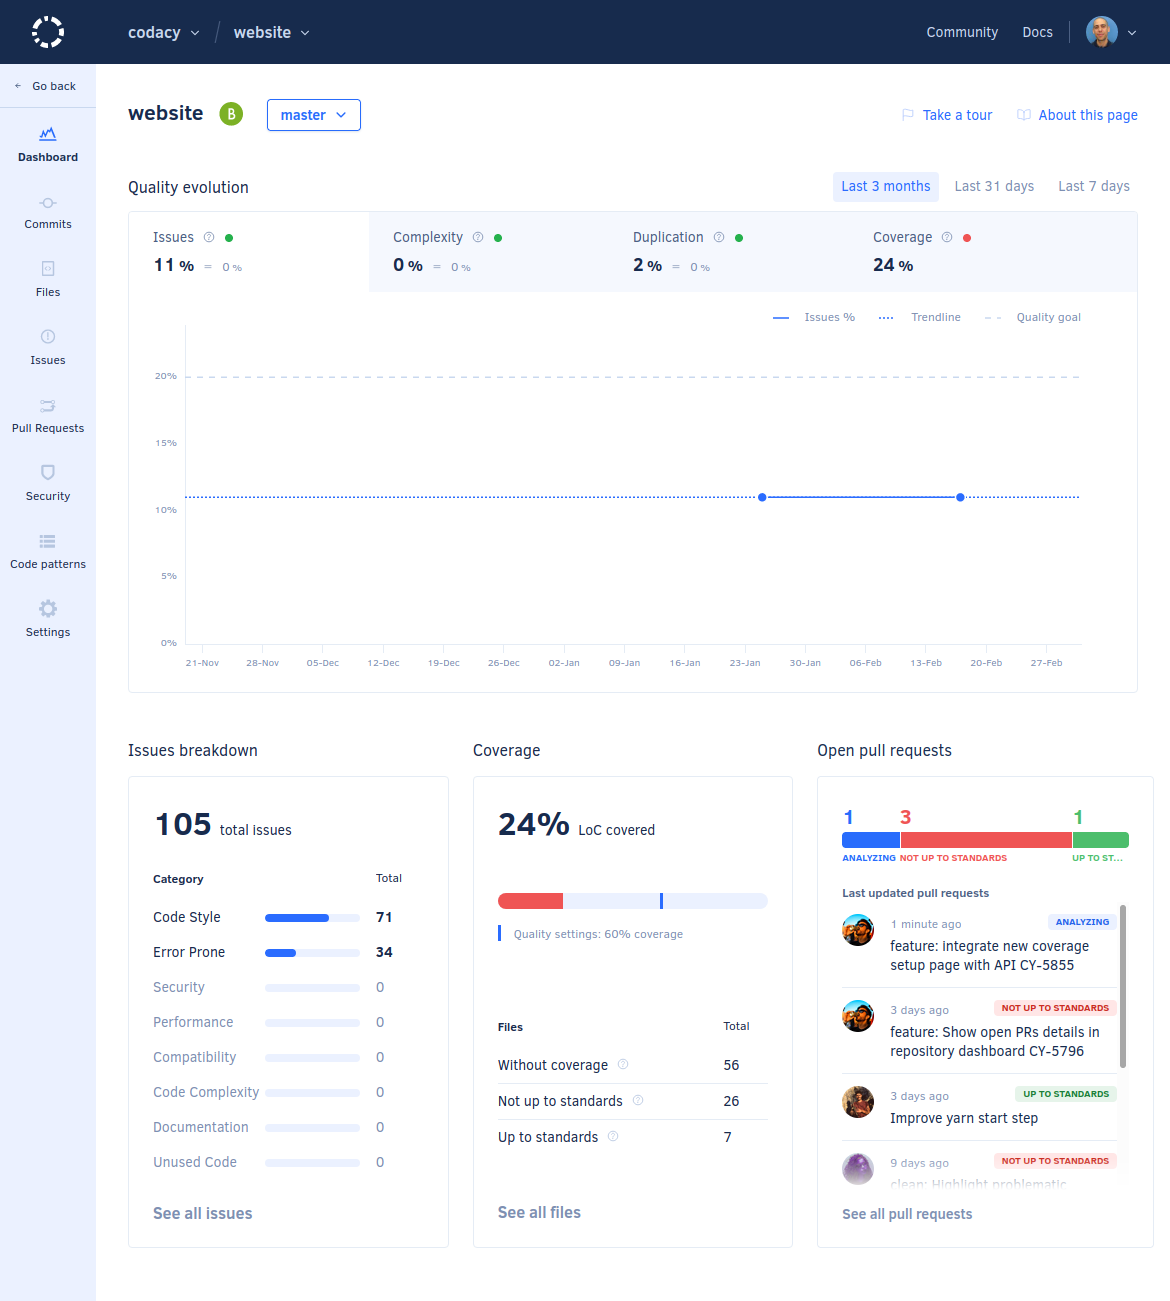 codacy / website
Community Docs
Go back
website B master
Take a tour About this page
Dashboard
Commits
Files
Issues
Pull Requests
Security
Code patterns
Settings
Quality evolution
Last 3 months Last 31 days Last 7 days
Issues Complexity Duplication Coverage
11 % = 0 % 0 % = 0 % 2 % = 0 % 24 %
Issues % Trendline Quality goal
20%
15%
10%
5%
0%
21-Nov 28-Nov 05-Dec 12-Dec 19-Dec 26-Dec 02-Jan 09-Jan 16-Jan 23-Jan 30-Jan 06-Feb 13-Feb 20-Feb 27-Feb
Issues breakdown
105 total issues
Category Total
Code Style 71
Error Prone 34
Security 0
Performance 0
Compatibility 0
Code Complexity 0
Documentation 0
Unused Code 0
See all issues
Coverage
24% LoC covered
Quality settings: 60% coverage
Files Total
Without coverage 56
Not up to standards 26
Up to standards 7
See all files
Open pull requests
1 3 1
ANALYZING NOT UP TO STANDARDS UP TO ST...
Last updated pull requests
1 minute ago ANALYZING
feature: integrate new coverage
setup page with API CY-5855
3 days ago NOT UP TO STANDARDS
feature: Show open PRs details in
repository dashboard CY-5796
3 days ago UP TO STANDARDS
Improve yarn start step
9 days ago NOT UP TO STANDARDS
clean: Highlight problematic
See all pull requests